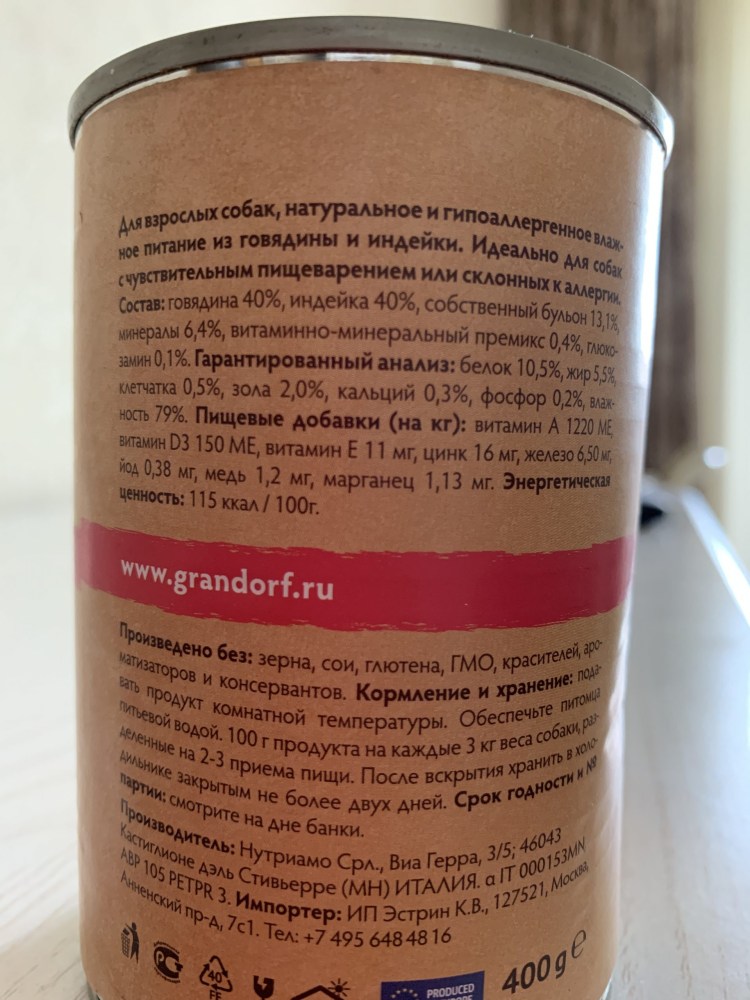 Для взрослых собак, натуральное и гипоаллергенное влаж-
ное питание из говядины и индейки. Идеально для собак
с чувствительным пищеварением или склонных к аллергии.
Состав: говядина 40%, индейка 40%, собственный бульон 13,1%,
минералы 6,4%, витаминно-минеральный премикс 0,4%, глюко-
замин 0,1%. Гарантированный анализ: белок 10,5%, жир 5,5%,
клетчатка 0,5%, зола 2,0%, кальций 0,3%, фосфор 0,2%, влаж-
ность 79%. Пищевые добавки (на кг): витамин А 1220 МЕ,
витамин D3 150 МЕ, витамин Е 11 мг, цинк 16 мг, железо 6,50 мг,
йод 0,38 мг, медь 1,2 мг, марганец 1,13 мг. Энергетическая
ценность: 115 ккал / 100г.
www.grandorf.ru
Произведено без: зерна, сои, глютена, ГМО, красителей, аро-
матизаторов и консервантов. Кормление и хранение: пода-
вать продукт комнатной температуры. Обеспечьте питомца
питьевой водой. 100 г продукта на каждые 3 кг веса собаки, раз-
деленные на 2-3 приема пищи. После вскрытия хранить в холо-
дильнике закрытым не более двух дней. Срок годности и №
партии: смотрите на дне банки.
Производитель: Нутриамо Срл., Виа Герра, 3/5; 46043
Кастиглионе дэль Стивьерре (МН) ИТАЛИЯ. α IT 000153MN
ABP 105 PETPR 3. Импортер: ИП Эстрин К.В., 127521, Москва,
Анненский пр-д, 7с1. Тел: +7 495 648 48 16
40
FE
PRODUCED
400 g e